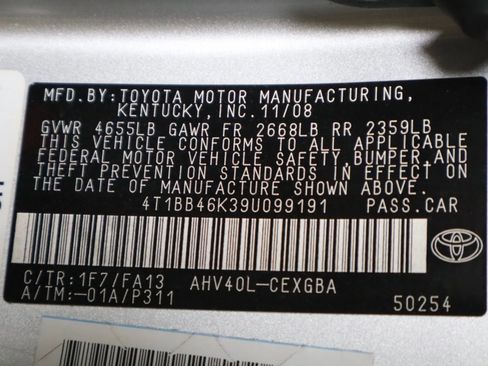 MFD.BY:TOYOTA MOTOR MANUFACTURING,
KENTUCKY,INC.11/08
GVWR 4655LB GAWR FR 2668LB RR 2359LB
THIS VEHICLE CONFORMS TO ALL APPLICABLE
FEDERAL MOTOR VEHICLE SAFETY,BUMPER,AND
THEFT PREVENTION STANDARDS IN EFFECT ON
THE DATE OF MANUFACTURE SHOWN ABOVE.
4T1BB46K39U099191 PASS.CAR
C/TR:1F7/FA13 AHV40L-CEXGBA
A/TM:-01A/P311 50254